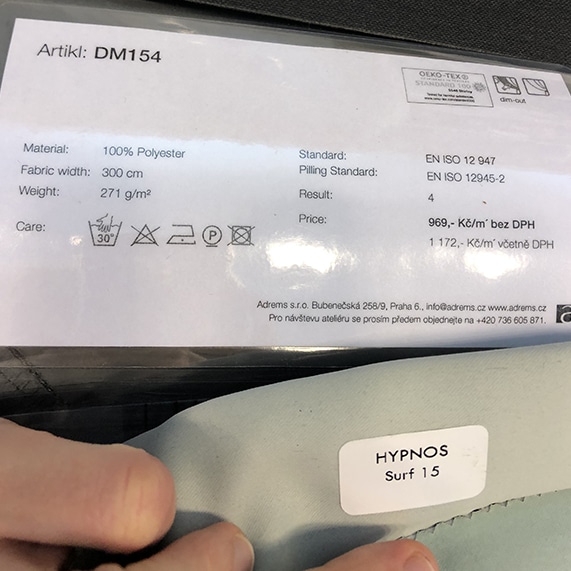 Artikl: DM154
OEKO-TEX®
STANDARD 100
dim-out
Material: 100% Polyester
Fabric width: 300 cm
Weight: 271 g/m²
Care: 30°
P
Standard: EN ISO 12 947
Pilling Standard: EN ISO 12945-2
Result: 4
Price: 969,- Kč/m´ bez DPH
1 172,- Kč/m´ včetně DPH
Adrems s.r.o. Bubenečská 258/9, Praha 6., info@adrems.cz www.adrems.cz
Pro návštevu ateliéru se prosím předem objednejte na +420 736 605 871.
HYPNOS
Surf 15